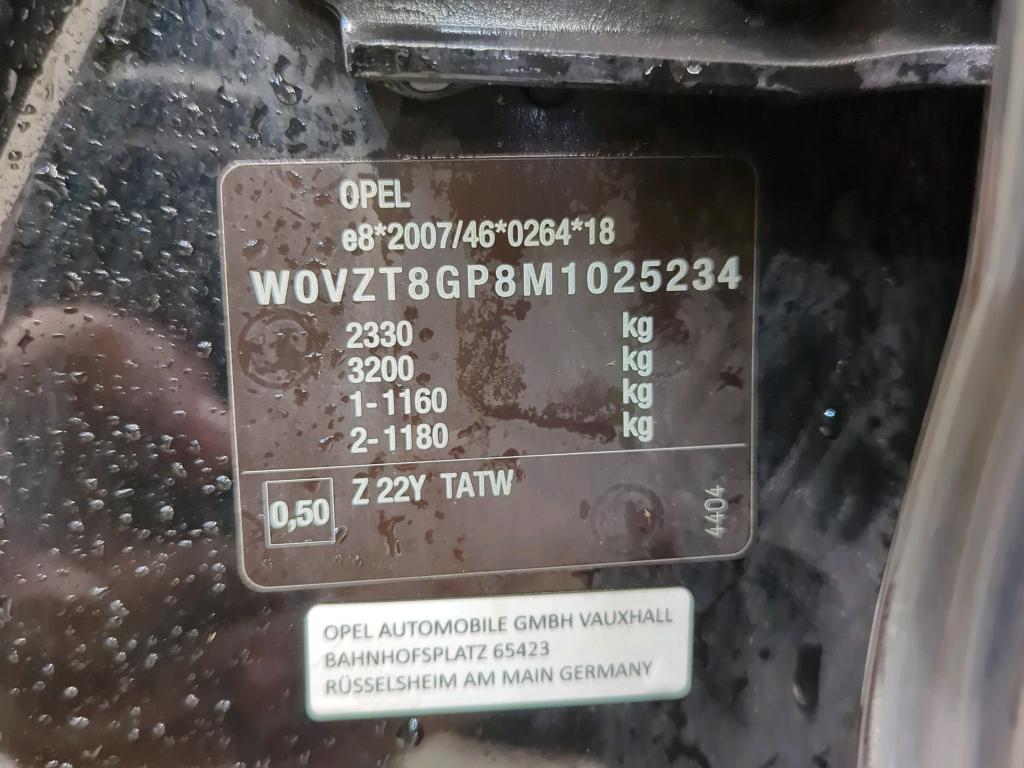 OPEL
e8*2007/46*0264*18
W0VZT8GP8M1025234
2330 kg
3200 kg
1-1160 kg
2-1180 kg
0,50 Z 22Y TATW
4404
OPEL AUTOMOBILE GMBH VAUXHALL
BAHNHOFSPLATZ 65423
RÜSSELSHEIM AM MAIN GERMANY